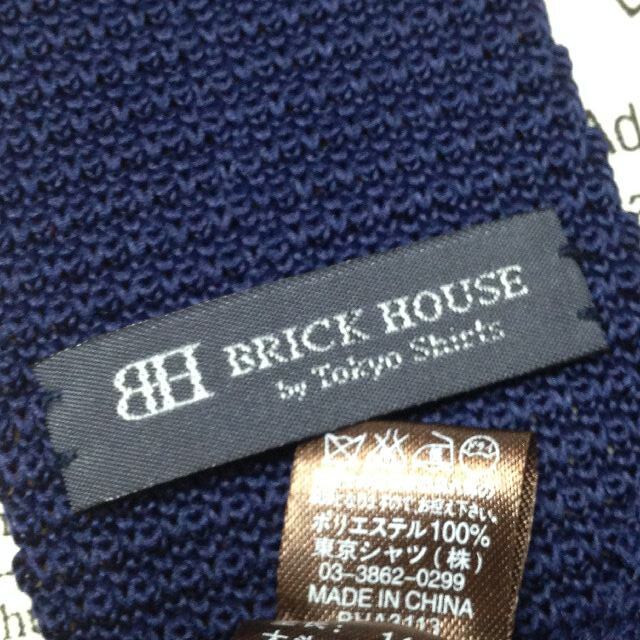 BH BRICK HOUSE
by Tokyo Shirts
ポリエステル100%
東京シャツ(株)
03-3862-0299
MADE IN CHINA
Ad